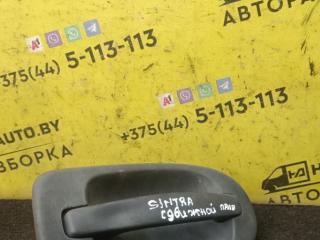 АВТОРА
+375(44) 5-113-113
AUTO.BY
ЗБОРКА
+375(44) 5-113-113
SINTRA
сдвижной прав